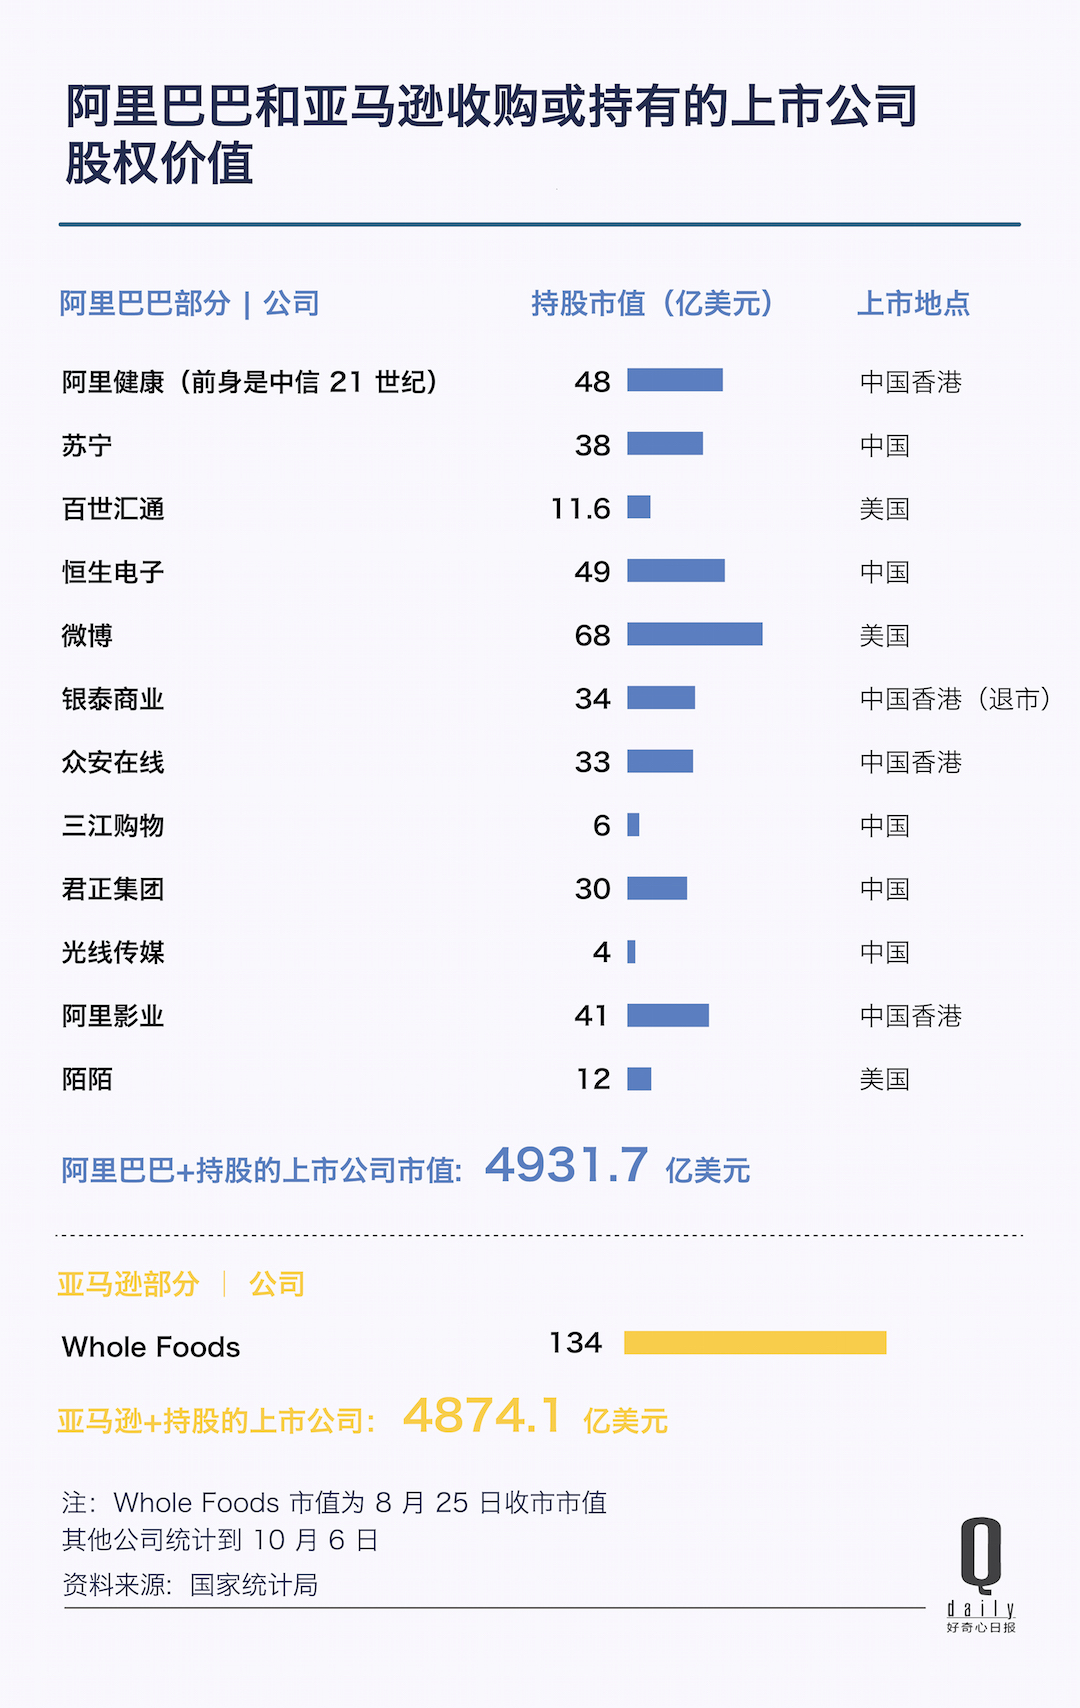 阿里巴巴和亚马逊收购或持有的上市公司
股权价值
阿里巴巴部分 | 公司 持股市值（亿美元） 上市地点
阿里健康（前身是中信 21 世纪） 48 中国香港
苏宁 38 中国
百世汇通 11.6 美国
恒生电子 49 中国
微博 68 美国
银泰商业 34 中国香港（退市）
众安在线 33 中国香港
三江购物 6 中国
君正集团 30 中国
光线传媒 4 中国
阿里影业 41 中国香港
陌陌 12 美国
阿里巴巴+持股的上市公司市值: 4931.7 亿美元
亚马逊部分 | 公司
Whole Foods 134
亚马逊+持股的上市公司: 4874.1 亿美元
注: Whole Foods 市值为 8 月 25 日收市市值
其他公司统计到 10 月 6 日
资料来源: 国家统计局
Q
daily
好奇心日报